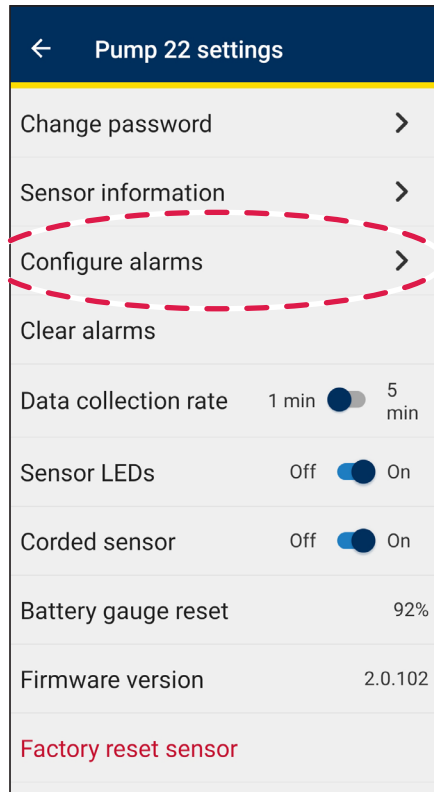 Pump 22 settings
Change password
Sensor information
Configure alarms
Clear alarms
Data collection rate 1 min 5 min
Sensor LEDs Off On
Corded sensor Off On
Battery gauge reset 92%
Firmware version 2.0.102
Factory reset sensor